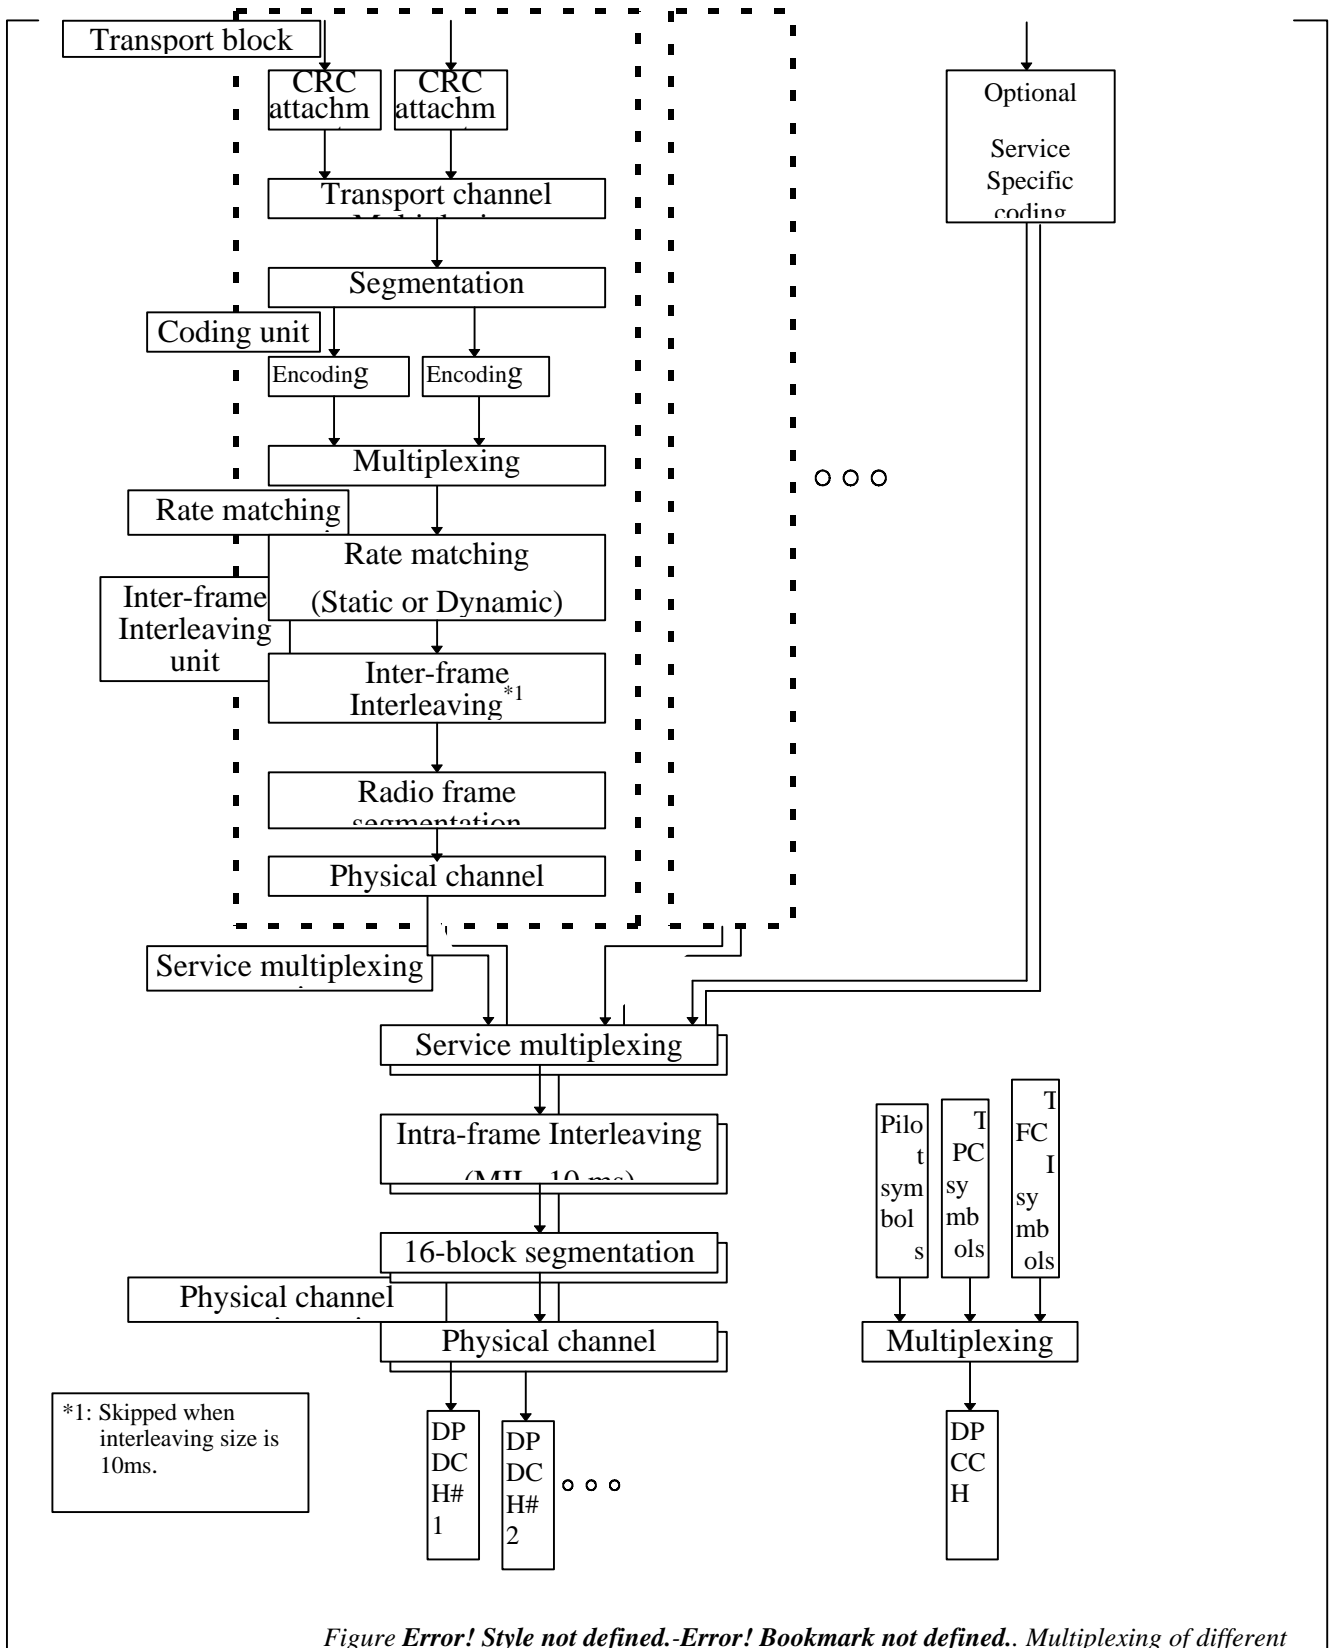 Transport block
CRC
attachm
CRC
attachm
Optional
Service
Specific
coding
Transport channel
Segmentation
Coding unit
Encoding
Encoding
Multiplexing
Rate matching
Rate matching
(Static or Dynamic)
Inter-frame
Interleaving
unit
Inter-frame
Interleaving*1
Radio frame
segmentation
Physical channel
Service multiplexing
Service multiplexing
Intra-frame Interleaving
16-block segmentation
Physical channel
Physical channel
Pilo
t
sym
bol
s
T
PC
sy
mb
ols
T
FC
I
sy
mb
ols
Multiplexing
*1: Skipped when
interleaving size is
10ms.
DP
DC
H#
1
DP
DC
H#
2
DP
CC
H
Figure Error! Style not defined.-Error! Bookmark not defined.. Multiplexing of different